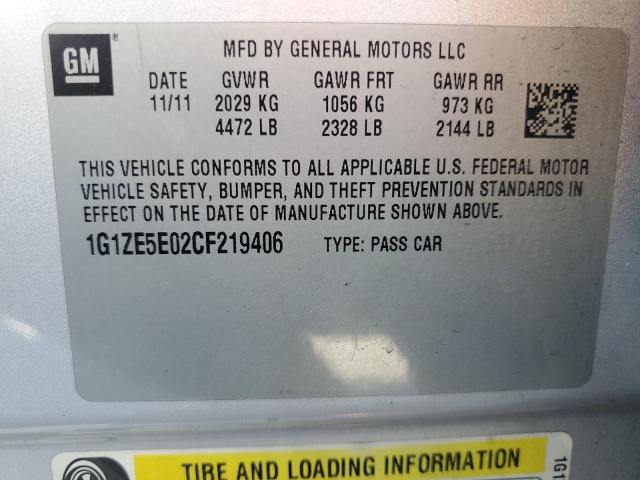 GM
MFD BY GENERAL MOTORS LLC
DATE GVWR GAWR FRT GAWR RR
11/11 2029 KG 1056 KG 973 KG
4472 LB 2328 LB 2144 LB
THIS VEHICLE CONFORMS TO ALL APPLICABLE U.S. FEDERAL MOTOR
VEHICLE SAFETY, BUMPER, AND THEFT PREVENTION STANDARDS IN
EFFECT ON THE DATE OF MANUFACTURE SHOWN ABOVE.
1G1ZE5E02CF219406 TYPE: PASS CAR
TIRE AND LOADING INFORMATION
1G1